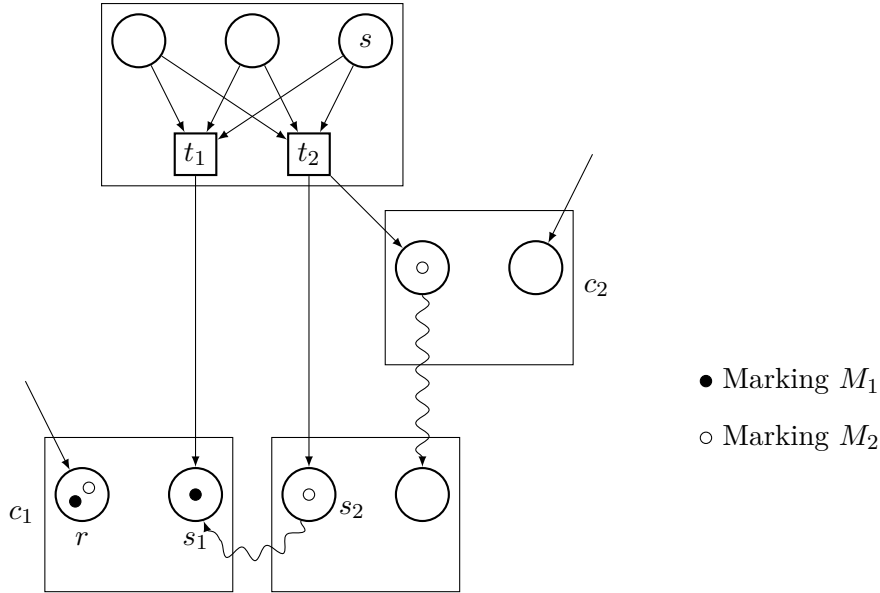 s
t₁
t₂
c₂
● Marking M₁
○ Marking M₂
c₁
s₂
r
s₁